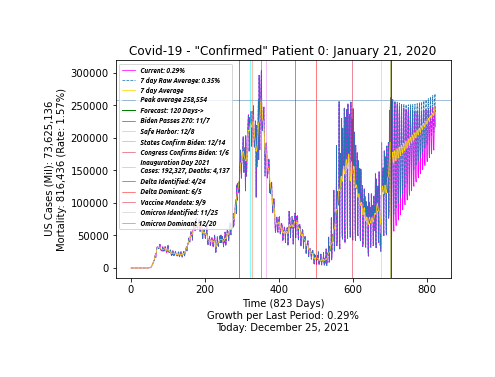 Covid-19 - "Confirmed" Patient 0: January 21, 2020
300000
250000
200000
150000
100000
50000
0
US Cases (Mil): 73,625,136
Mortality: 816,436 (Rate: 1.57%)
Current: 0.29%
7 day Raw Average: 0.35%
7 day Average
Peak average 258,554
Forecast: 120 Days->
Biden Passes 270: 11/7
Safe Harbor: 12/8
States Confirm Biden: 12/14
Congress Confirms Biden: 1/6
Inauguration Day 2021
Cases: 192,327, Deaths: 4,137
Delta Identified: 4/24
Delta Dominant: 6/5
Vaccine Mandate: 9/9
Omicron Identified: 11/25
Omicron Dominant 12/20
0 200 400 600 800
Time (823 Days)
Growth per Last Period: 0.29%
Today: December 25, 2021